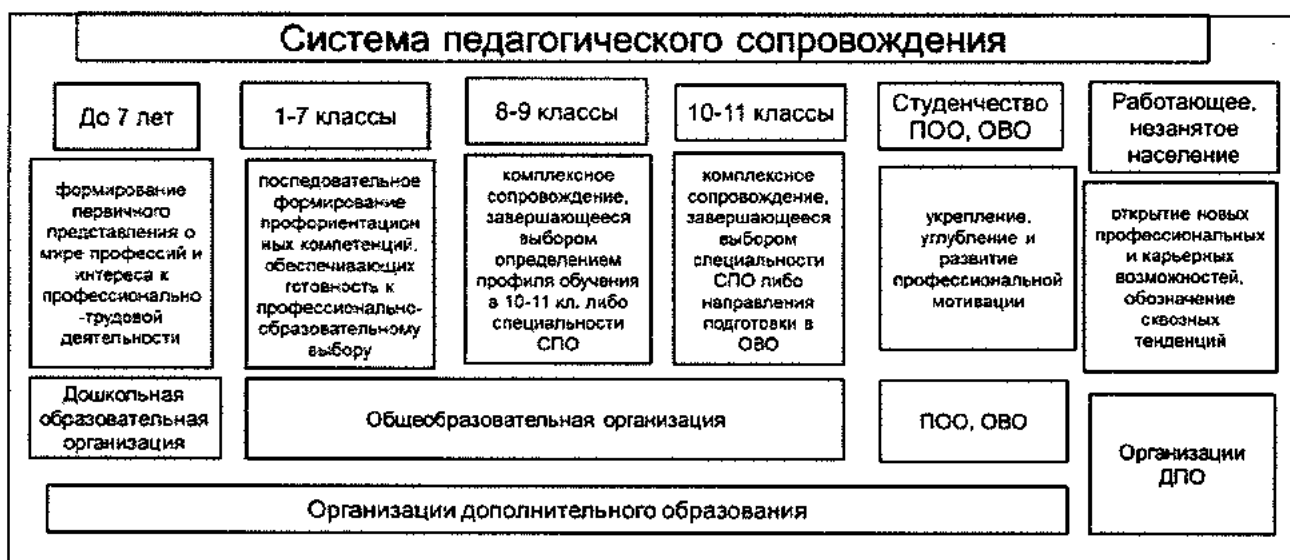 Система педагогического сопровождения
До 7 лет
1-7 классы
8-9 классы
10-11 классы
Студенчество
ПОО, ОВО
Работающее,
незанятое
население
формирование
первичного
представления о
мире профессий и
интереса к
профессионально
-трудовой
деятельности
последовательное
формирование
профориентацион
ных компетенций,
обеспечивающих
готовность к
профессионально-
образовательному
выбору
комплексное
сопровождение,
завершающееся
выбором
определением
профиля обучения
в 10-11 кл. либо
специальности
СПО
комплексное
сопровождение,
завершающееся
выбором
специальности
СПО либо
направления
подготовки в
ОВО
укрепление,
углубление и
развитие
профессиональной
мотивации
открытие новых
профессиональных
и карьерных
возможностей,
обозначение
сквозных
тенденций
Дошкольная
образовательная
организация
Общеобразовательная организация
ПОО, ОВО
Организации
ДПО
Организации дополнительного образования